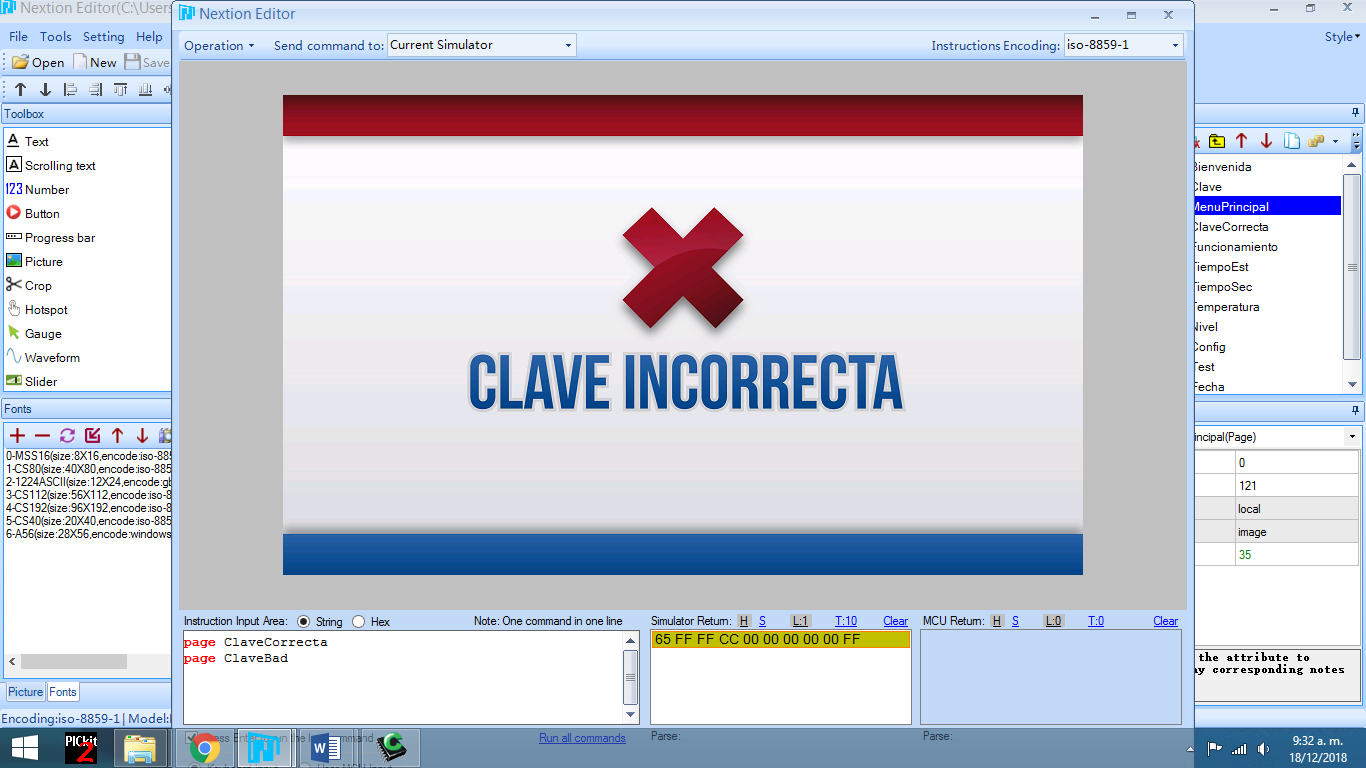 Nextion Editor(C:\Users
Nextion Editor
File Tools Setting Help
Style
Operation Send command to: Current Simulator Instructions Encoding: iso-8859-1
Open New Save
Toolbox
Text
Scrolling text
Number
Button
Progress bar
Picture
Crop
Hotspot
Gauge
Waveform
Slider
Fonts
0-MSS16(size:8X16,encode:iso-885
1-CS80(size:40X80,encode:iso-885
2-1224ASCII(size:12X24,encode:gb
3-CS112(size:56X112,encode:iso-8
4-CS192(size:96X192,encode:iso-8
5-CS40(size:20X40,encode:iso-885
6-A56(size:28X56,encode:windows
Picture Fonts
Encoding:iso-8859-1| Model:
CLAVE INCORRECTA
Bienvenida
Clave
MenuPrincipal
ClaveCorrecta
Funcionamiento
TiempoEst
TiempoSec
Temperatura
Nivel
Config
Test
Fecha
ncipal(Page)
0
121
local
image
35
the attribute to
ny corresponding notes
Instruction Input Area: String Hex Note: One command in one line
page ClaveCorrecta
page ClaveBad
Run all commands
Simulator Return: H S L:1 T:10 Clear
65 FF FF CC 00 00 00 00 00 FF
Parse:
MCU Return: H S L:0 T:0 Clear
Parse:
PICkit
2
9:32 a. m.
18/12/2018